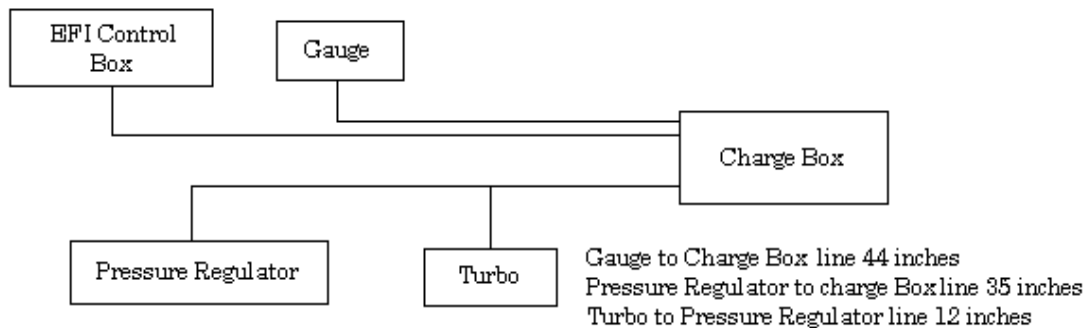 EFI Control
Box
Gauge
Charge Box
Pressure Regulator
Turbo
Gauge to Charge Box line 44 inches
Pressure Regulator to charge Box line 35 inches
Turbo to Pressure Regulator line 12 inches